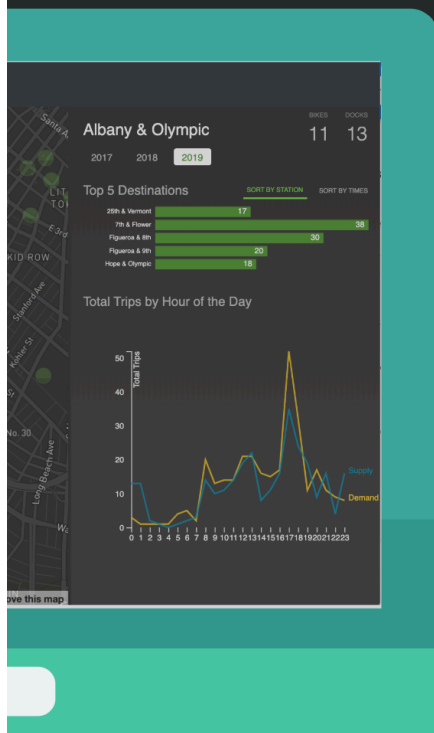 Santa A
LIT
TO
E 3rd
KID ROW
Stanford Ave
Kohler St
St
No. 30
Long Beach Ave
Wa
ove this map
Albany & Olympic
BIKES DOCKS
11 13
2017 2018 2019
Top 5 Destinations SORT BY STATION SORT BY TIMES
25th & Vermont 17
7th & Flower 38
Figueroa & 8th 30
Figueroa & 9th 20
Hope & Olympic 18
Total Trips by Hour of the Day
Total Trips
50
40
30
20
10
0
Supply
Demand
0 1 2 3 4 5 6 7 8 9 10 11 12 13 14 15 16 17 18 19 20 21 22 23